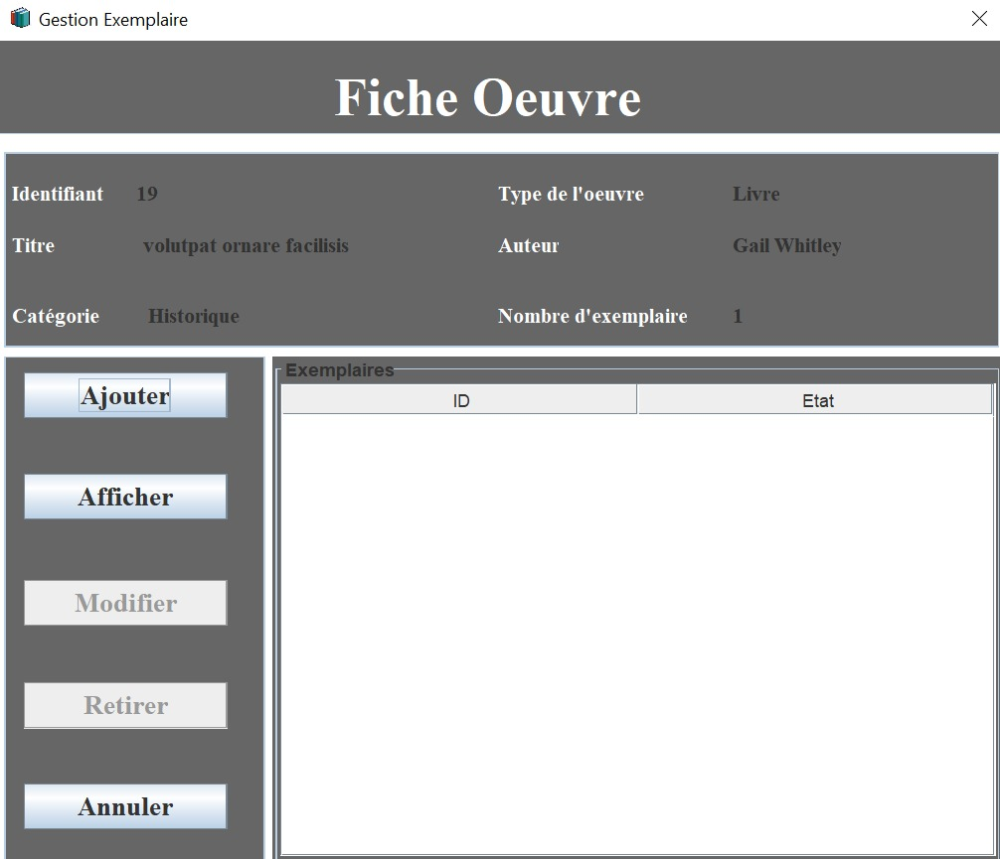 Gestion Exemplaire
Fiche Oeuvre
Identifiant 19 Type de l'oeuvre Livre
Titre volutpat ornare facilisis Auteur Gail Whitley
Catégorie Historique Nombre d'exemplaire 1
Ajouter
Afficher
Modifier
Retirer
Annuler
Exemplaires
ID Etat